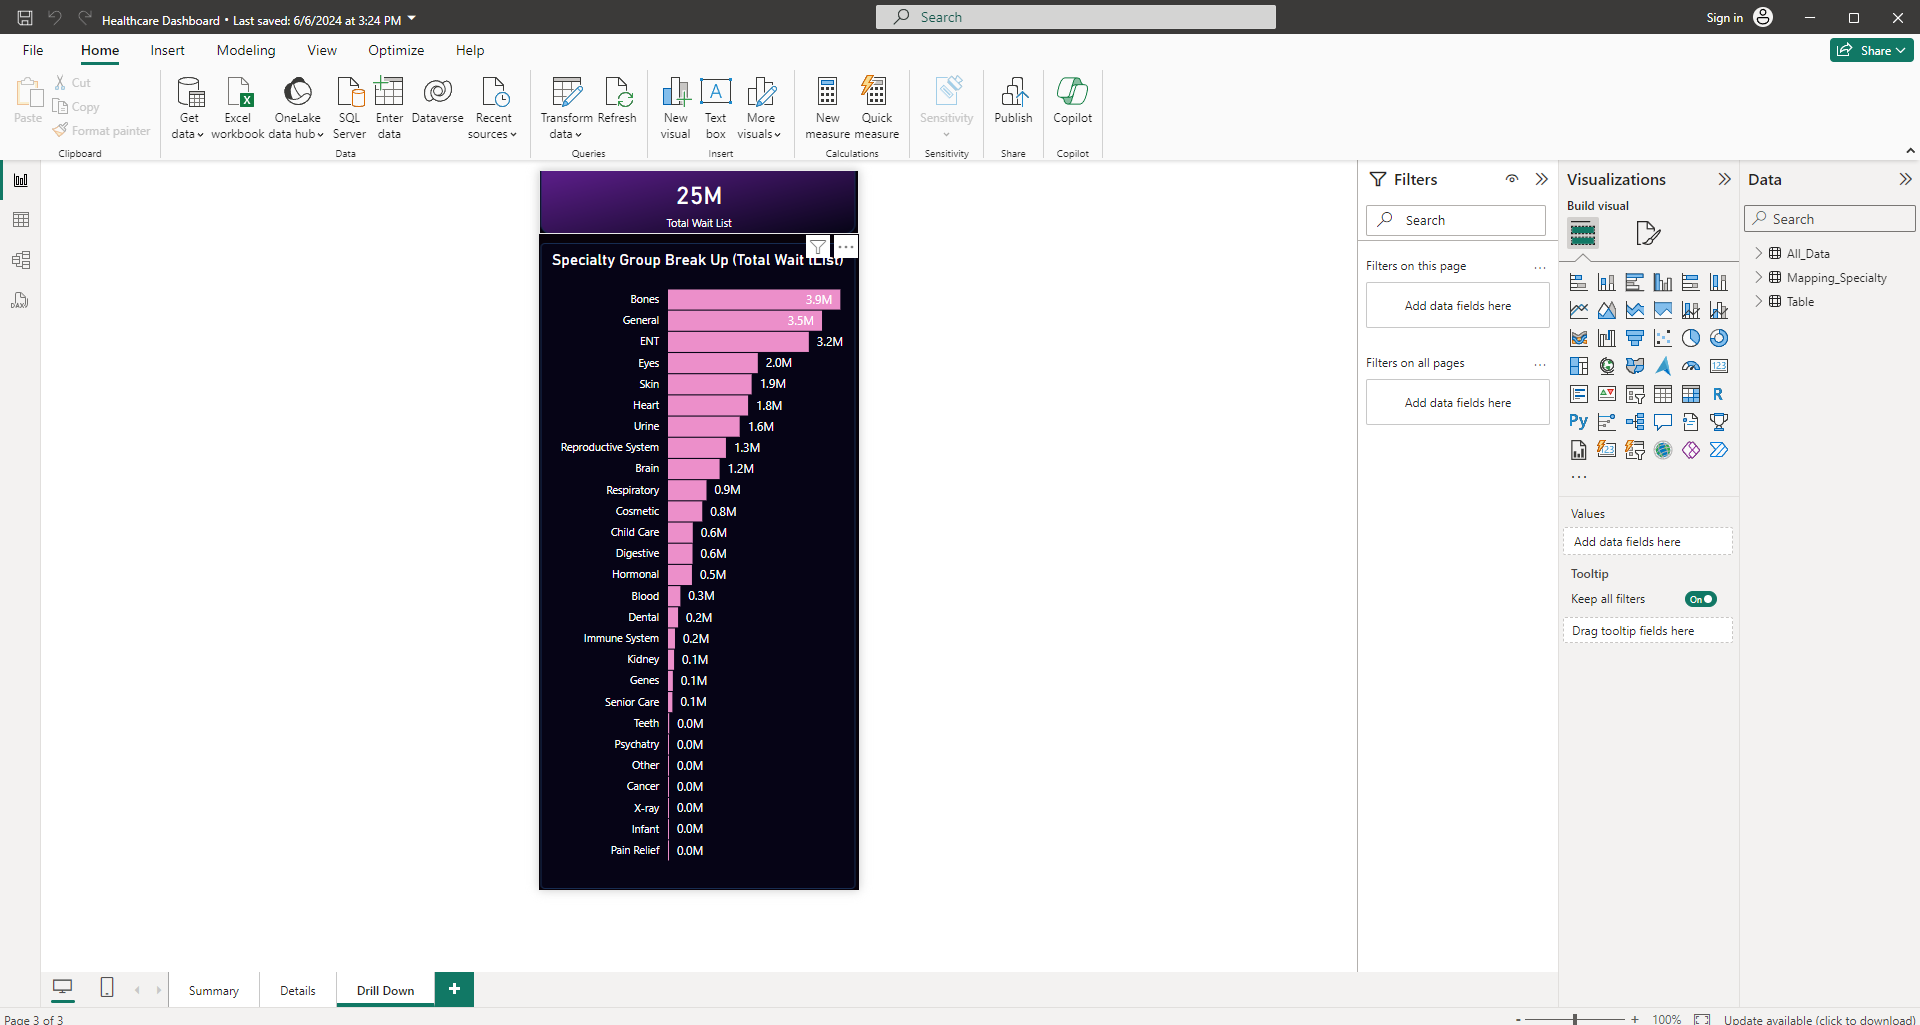 Healthcare Dashboard • Last saved: 6/6/2024 at 3:24 PM
Search
Sign in
File Home Insert Modeling View Optimize Help
Share
Paste
Cut
Copy
Format painter
Clipboard
Get data
Excel workbook
OneLake data hub
SQL Server
Enter data
Dataverse
Recent sources
Data
Transform data
Refresh
Queries
New visual
Text box
More visuals
Insert
New measure
Quick measure
Calculations
Sensitivity
Sensitivity
Publish
Share
Copilot
Copilot
25M
Total Wait List
Specialty Group Break Up (Total Wait tList)
Bones 3.9M
General 3.5M
ENT 3.2M
Eyes 2.0M
Skin 1.9M
Heart 1.8M
Urine 1.6M
Reproductive System 1.3M
Brain 1.2M
Respiratory 0.9M
Cosmetic 0.8M
Child Care 0.6M
Digestive 0.6M
Hormonal 0.5M
Blood 0.3M
Dental 0.2M
Immune System 0.2M
Kidney 0.1M
Genes 0.1M
Senior Care 0.1M
Teeth 0.0M
Psychatry 0.0M
Other 0.0M
Cancer 0.0M
X-ray 0.0M
Infant 0.0M
Pain Relief 0.0M
Filters
Search
Filters on this page ...
Add data fields here
Filters on all pages ...
Add data fields here
Visualizations
Build visual
123
R
Py
123
...
Values
Add data fields here
Tooltip
Keep all filters On
Drag tooltip fields here
Data
Search
All_Data
Mapping_Specialty
Table
DAX
Summary
Details
Drill Down
+
Page 3 of 3
- + 100%
Update available (click to download)